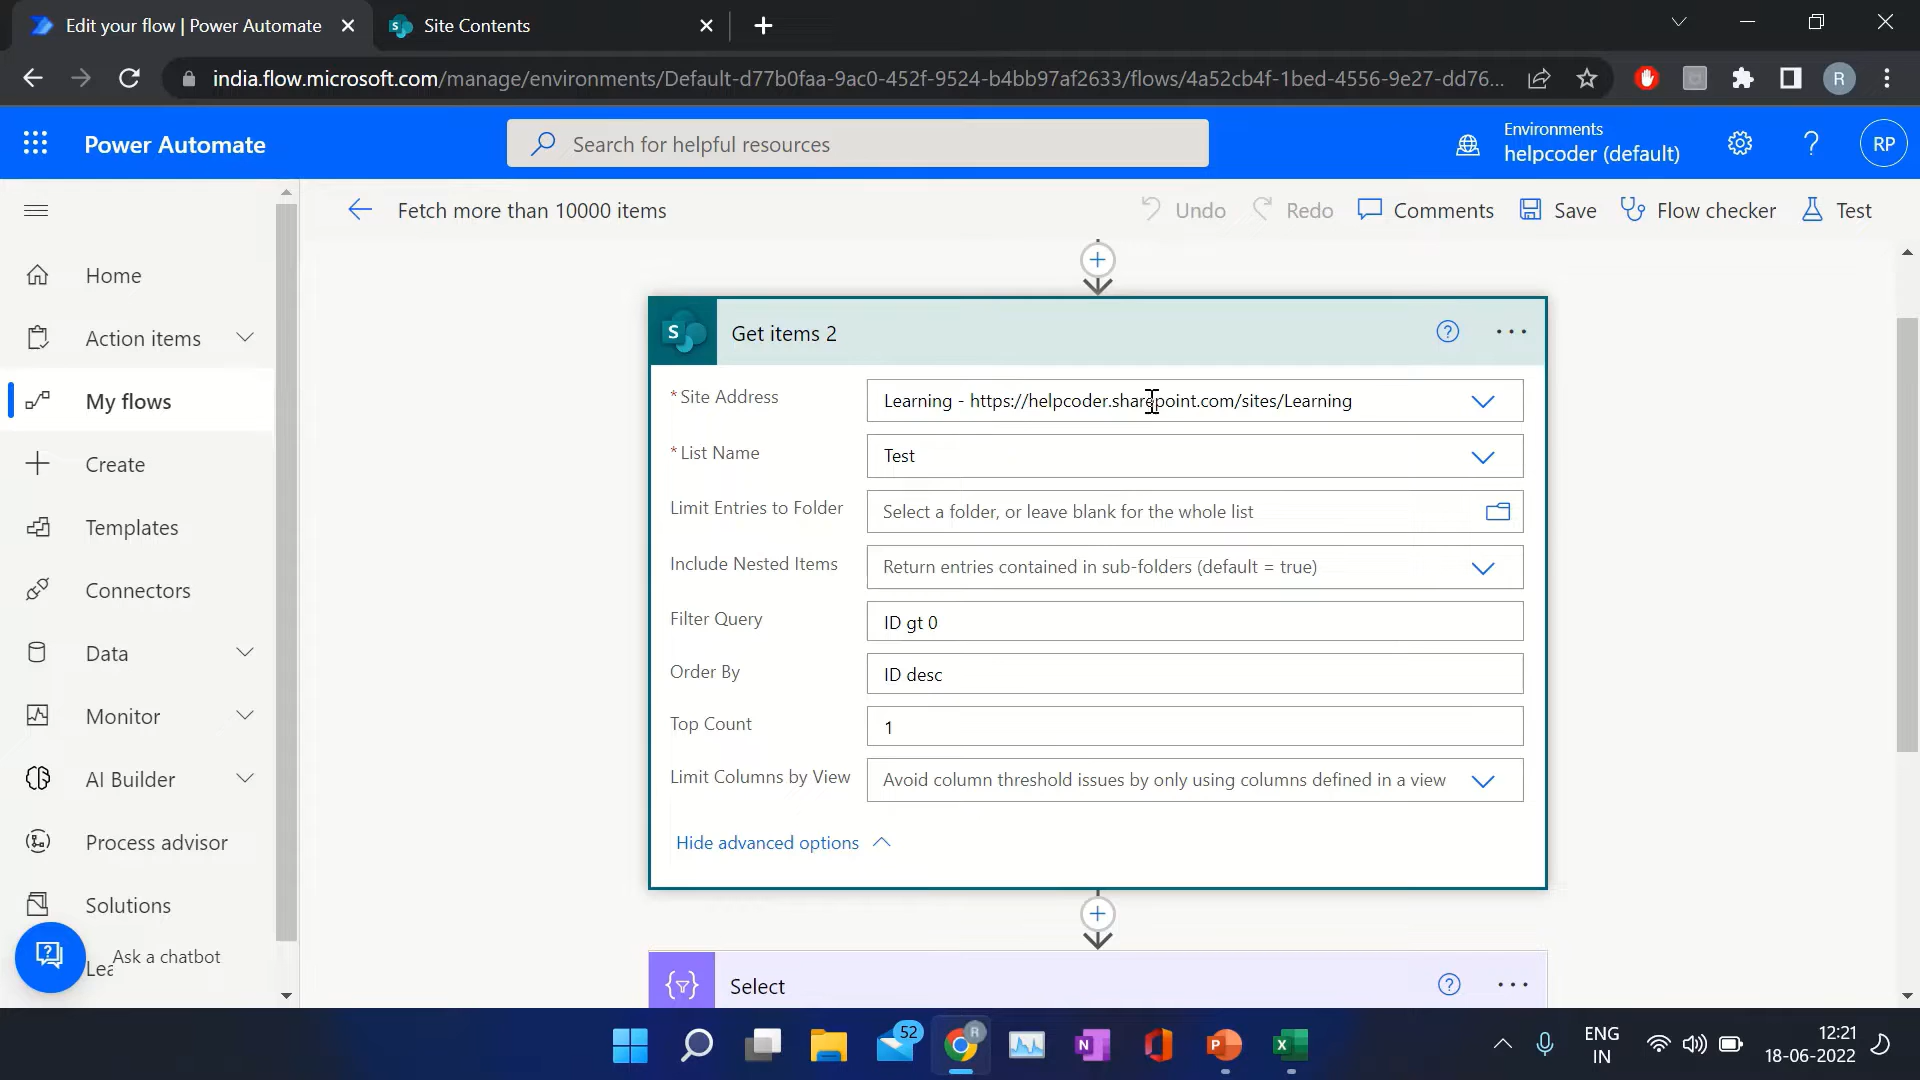 Edit your flow | Power Automate
Site Contents
india.flow.microsoft.com/manage/environments/Default-d77b0faa-9ac0-452f-9524-b4bb97af2633/flows/4a52cb4f-1bed-4556-9e27-dd76...
R
Power Automate
Search for helpful resources
Environments
helpcoder (default)
RP
Fetch more than 10000 items
Undo
Redo
Comments
Save
Flow checker
Test
Home
Action items
My flows
Create
Templates
Connectors
Data
Monitor
AI Builder
Process advisor
Solutions
Lea
Ask a chatbot
S
Get items 2
* Site Address
Learning - https://helpcoder.sharepoint.com/sites/Learning
* List Name
Test
Limit Entries to Folder
Select a folder, or leave blank for the whole list
Include Nested Items
Return entries contained in sub-folders (default = true)
Filter Query
ID gt 0
Order By
ID desc
Top Count
1
Limit Columns by View
Avoid column threshold issues by only using columns defined in a view
Hide advanced options
Select
52
R
N
P
X
ENG
IN
12:21
18-06-2022